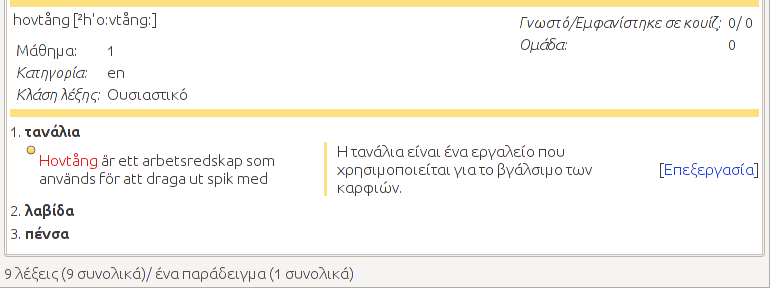 hovtång [²h'o:vtång:]
Γνωστό/Εμφανίστηκε σε κουίζ: 0/ 0
Μάθημα: 1
Ομάδα: 0
Κατηγορία: en
Κλάση λέξης: Ουσιαστικό
1. τανάλια
Hovtång är ett arbetsredskap som
används för att draga ut spik med
Η τανάλια είναι ένα εργαλείο που
χρησιμοποιείται για το βγάλσιμο των
καρφιών.
[Επεξεργασία]
2. λαβίδα
3. πένσα
9 λέξεις (9 συνολικά)/ ένα παράδειγμα (1 συνολικά)